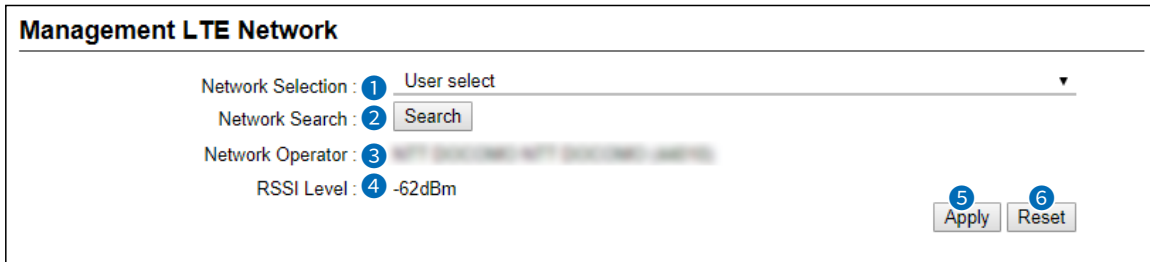 Management LTE Network
Network Selection : 1 User select ▼
Network Search : 2 Search
Network Operator : 3
RSSI Level : 4 -62dBm
5 6
Apply Reset